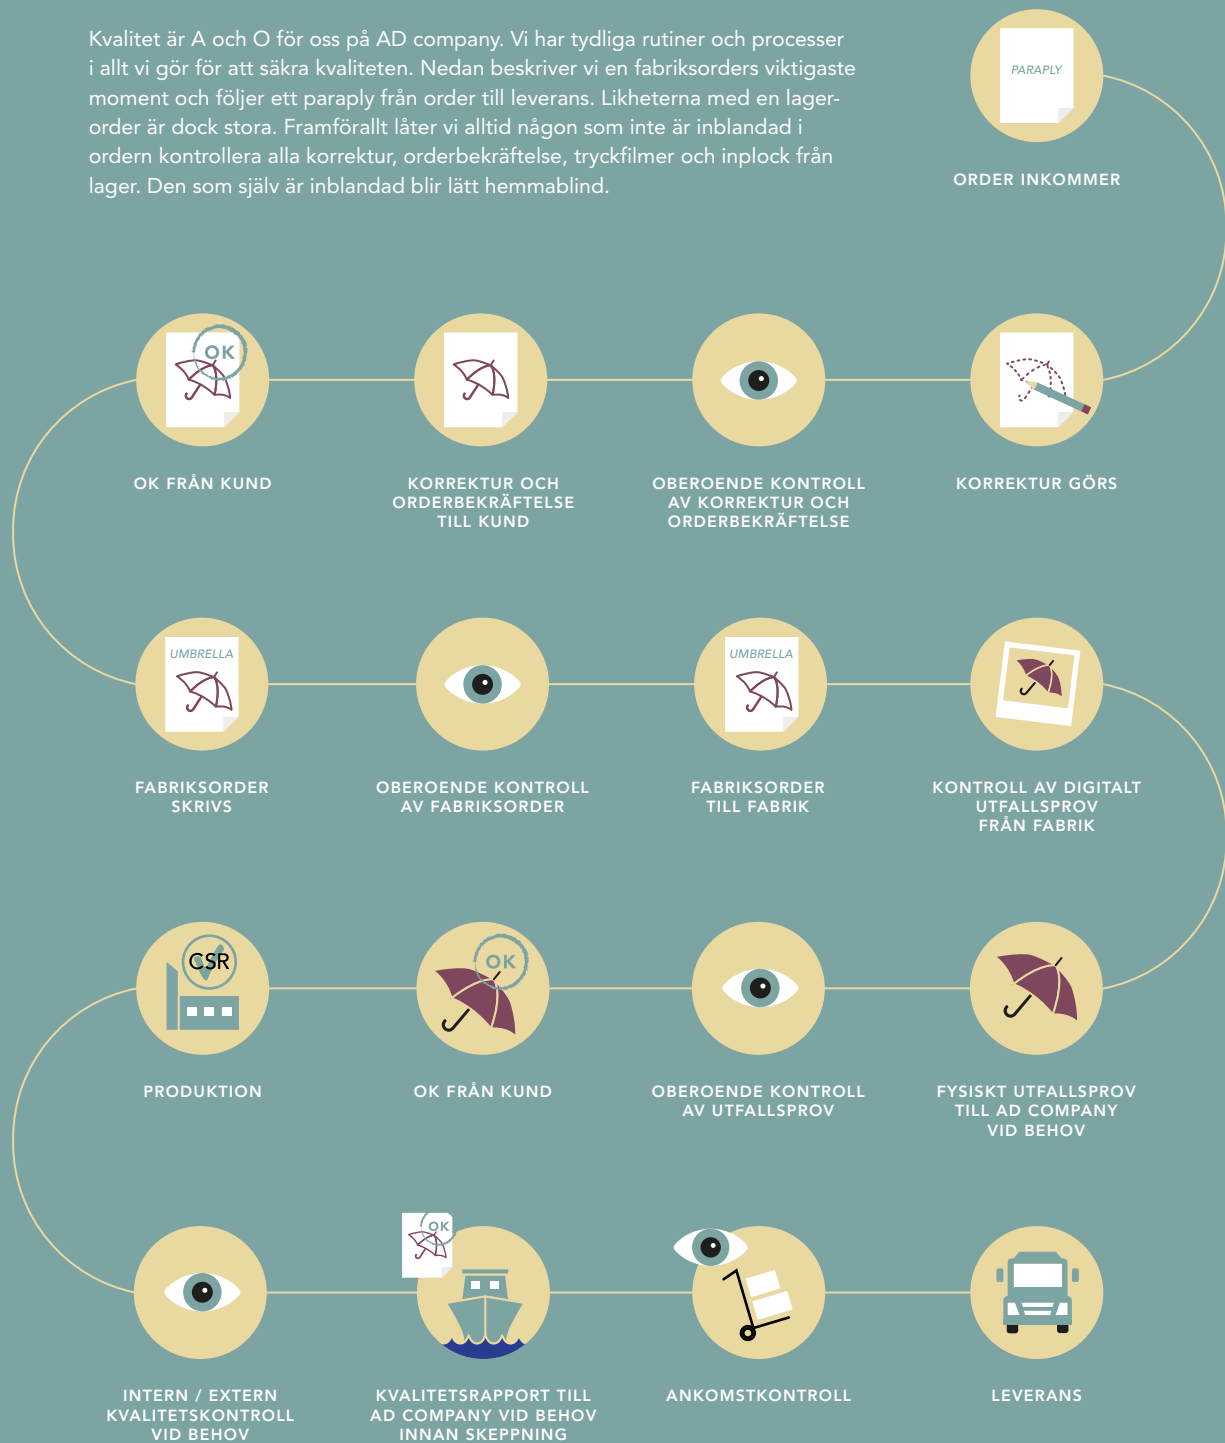 Kvalitet är A och O för oss på AD company. Vi har tydliga rutiner och processer
i allt vi gör för att säkra kvaliteten. Nedan beskriver vi en fabriksorders viktigaste
moment och följer ett paraply från order till leverans. Likheterna med en lager-
order är dock stora. Framförallt låter vi alltid någon som inte är inblandad i
ordern kontrollera alla korrektur, orderbekräftelse, tryckfilmer och inplock från
lager. Den som själv är inblandad blir lätt hemmablind.
PARAPLY
ORDER INKOMMER
KORREKTUR GÖRS
OBEROENDE KONTROLL
AV KORREKTUR OCH
ORDERBEKRÄFTELSE
KORREKTUR OCH
ORDERBEKRÄFTELSE
TILL KUND
OK
OK FRÅN KUND
UMBRELLA
FABRIKSORDER
SKRIVS
OBEROENDE KONTROLL
AV FABRIKSORDER
UMBRELLA
FABRIKSORDER
TILL FABRIK
KONTROLL AV DIGITALT
UTFALLSPROV
FRÅN FABRIK
FYSISKT UTFALLSPROV
TILL AD COMPANY
VID BEHOV
OBEROENDE KONTROLL
AV UTFALLSPROV
OK
OK FRÅN KUND
CSR
PRODUKTION
INTERN / EXTERN
KVALITETSKONTROLL
VID BEHOV
OK
KVALITETSRAPPORT TILL
AD COMPANY VID BEHOV
INNAN SKEPPNING
ANKOMSTKONTROLL
LEVERANS